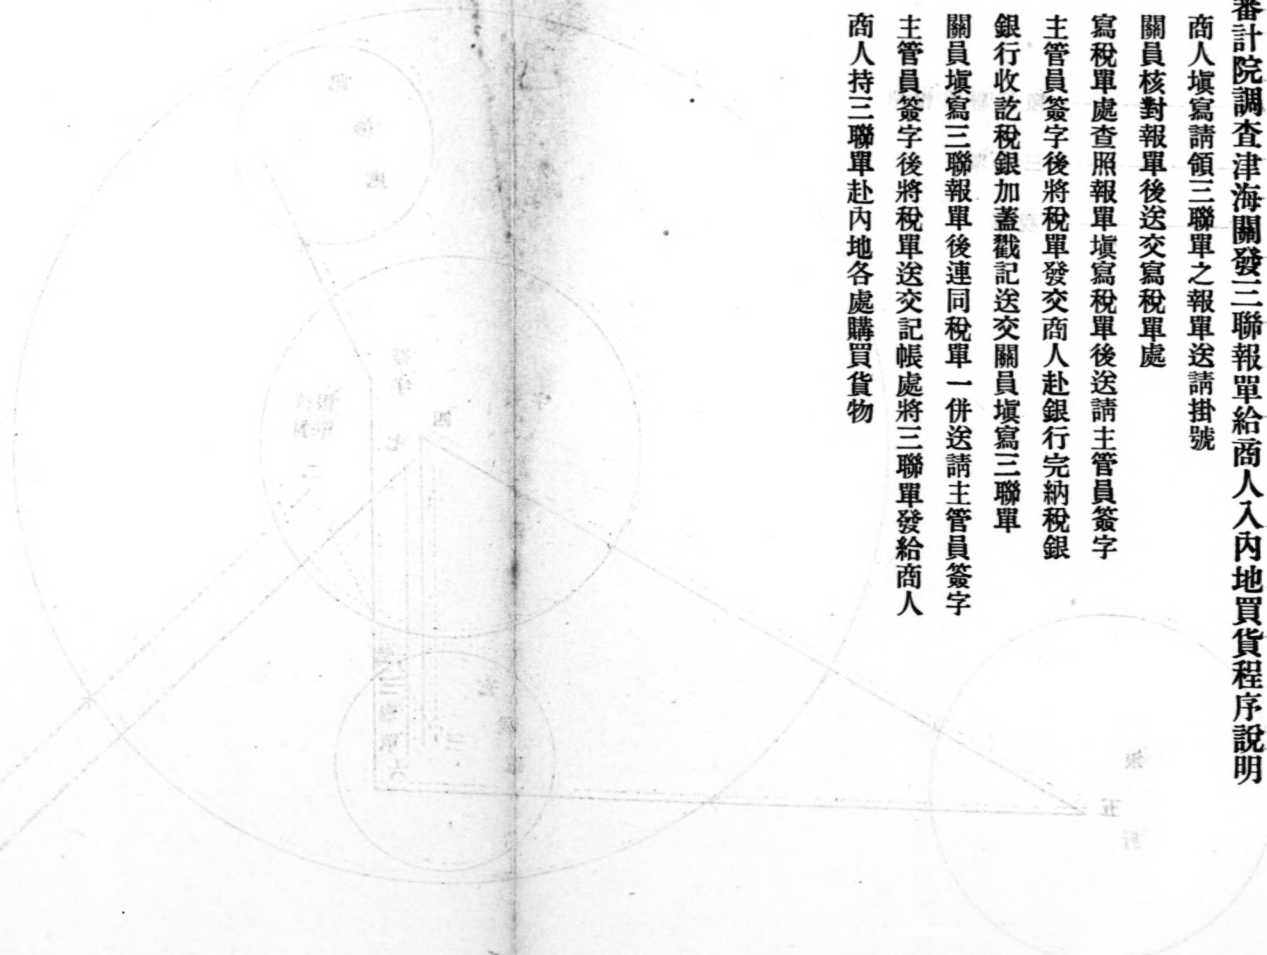 審計院調查津海關發三聯報單給商人入內地買貨程序說明
商人塡寫請領三聯單之報單送請掛號
關員核對報單後送交寫稅單處
寫稅單處查照報單塡寫稅單後送請主管員簽字
主管員簽字後將稅單發交商人赴銀行完納稅銀
銀行收訖稅銀加蓋戳記送交關員塡寫三聯單
關員塡寫三聯報單後連同稅單一併送請主管員簽字
主管員簽字後將稅單送交記帳處將三聯單發給商人
商人持三聯單赴內地各處購買貨物